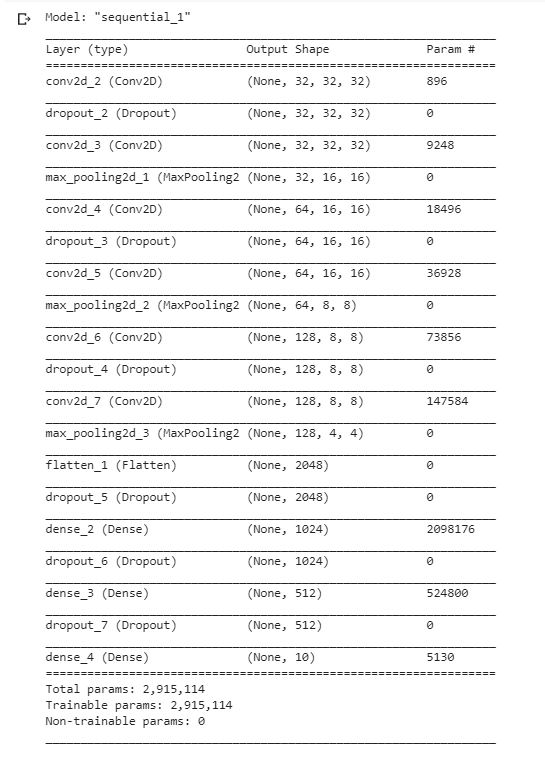 Model: "sequential_1"
Layer (type) Output Shape Param #
conv2d_2 (Conv2D) (None, 32, 32, 32) 896
dropout_2 (Dropout) (None, 32, 32, 32) 0
conv2d_3 (Conv2D) (None, 32, 32, 32) 9248
max_pooling2d_1 (MaxPooling2 (None, 32, 16, 16) 0
conv2d_4 (Conv2D) (None, 64, 16, 16) 18496
dropout_3 (Dropout) (None, 64, 16, 16) 0
conv2d_5 (Conv2D) (None, 64, 16, 16) 36928
max_pooling2d_2 (MaxPooling2 (None, 64, 8, 8) 0
conv2d_6 (Conv2D) (None, 128, 8, 8) 73856
dropout_4 (Dropout) (None, 128, 8, 8) 0
conv2d_7 (Conv2D) (None, 128, 8, 8) 147584
max_pooling2d_3 (MaxPooling2 (None, 128, 4, 4) 0
flatten_1 (Flatten) (None, 2048) 0
dropout_5 (Dropout) (None, 2048) 0
dense_2 (Dense) (None, 1024) 2098176
dropout_6 (Dropout) (None, 1024) 0
dense_3 (Dense) (None, 512) 524800
dropout_7 (Dropout) (None, 512) 0
dense_4 (Dense) (None, 10) 5130
Total params: 2,915,114
Trainable params: 2,915,114
Non-trainable params: 0